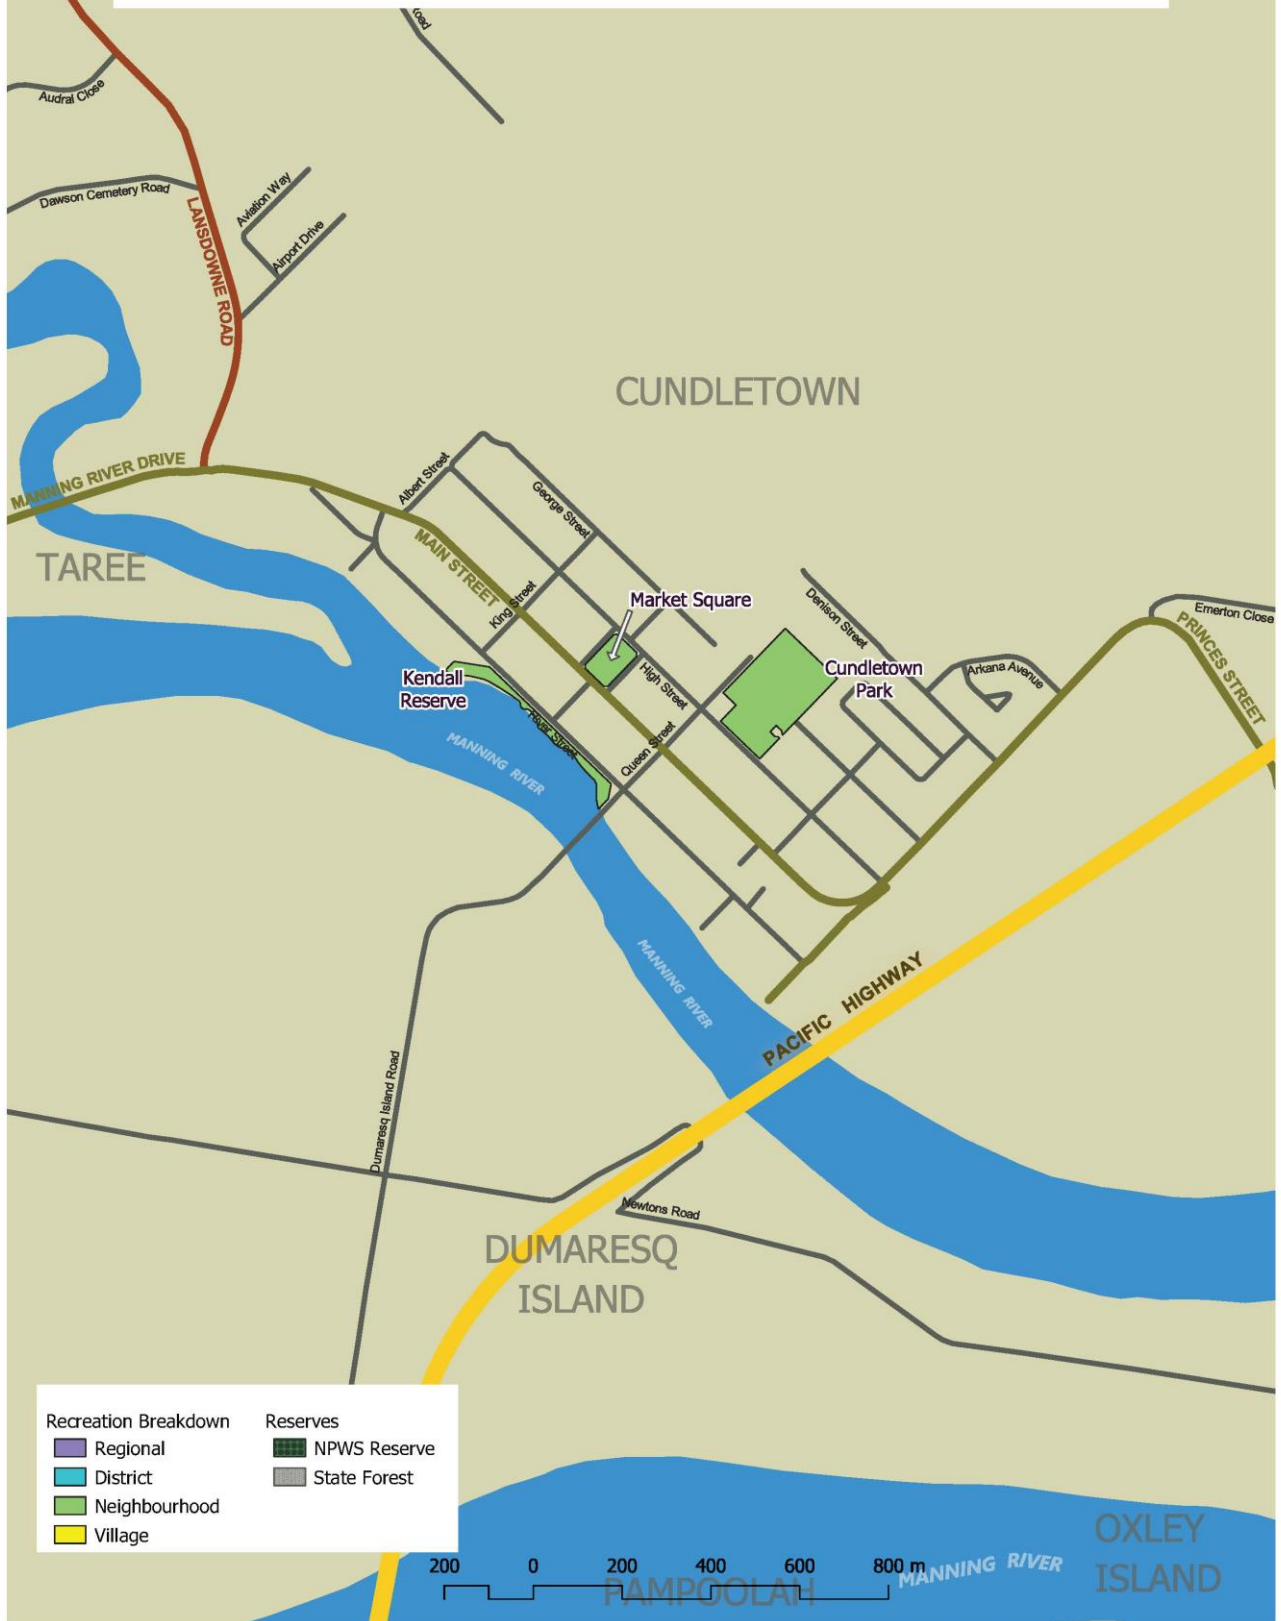 Road
Audral Close
Dawson Cemetery Road
LANSDOWNE ROAD
Aviation Way
Airport Drive
CUNDLETOWN
MANNING RIVER DRIVE
Albert Street
George Street
TAREE
MAIN STREET
King Street
Market Square
Denison Street
Emerton Close
PRINCES STREET
Arkana Avenue
Cundletown
Park
High Street
Kendall
Reserve
River Street
Queen Street
MANNING RIVER
MANNING RIVER
PACIFIC HIGHWAY
Dumaresq Island Road
Newtons Road
DUMARESQ
ISLAND
Recreation Breakdown
Regional
District
Neighbourhood
Village
Reserves
NPWS Reserve
State Forest
200 0 200 400 600 800 m
PAMPOOLAH
MANNING RIVER
OXLEY
ISLAND